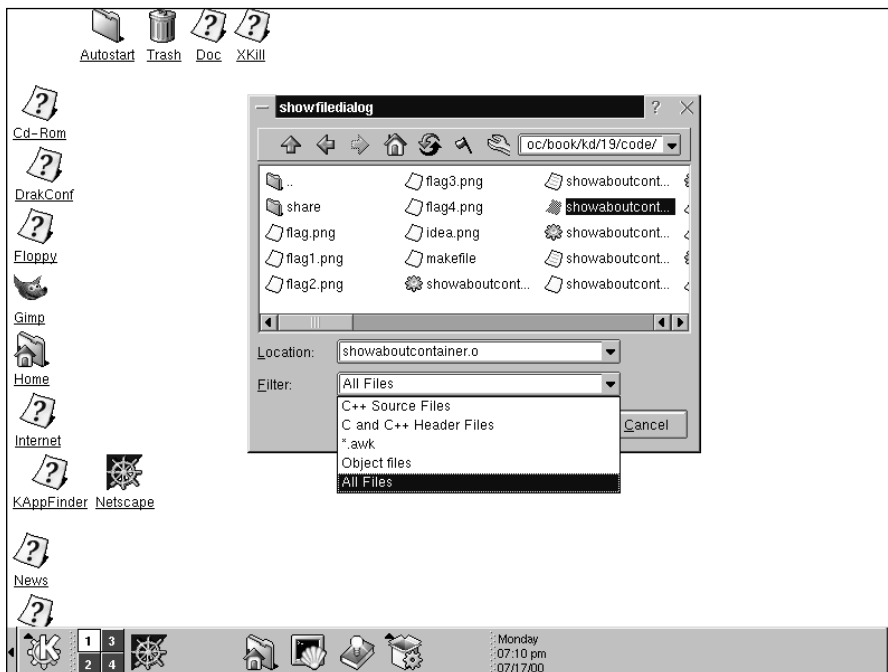 Autostart Trash Doc XKill
Cd-Rom
DrakConf
Floppy
Gimp
Home
Internet
KAppFinder Netscape
News
showfiledialog ?
oc/book/kd/19/code/
..
share
flag.png
flag1.png
flag2.png
flag3.png
flag4.png
idea.png
makefile
showaboutcont...
showaboutcont...
showaboutcont...
showaboutcont...
showaboutcont...
showaboutcont...
Location: showaboutcontainer.o
Filter: All Files
C++ Source Files
C and C++ Header Files
*.awk
Object files
All Files
Cancel
1 3
2 4
Monday
07:10 pm
07/17/00